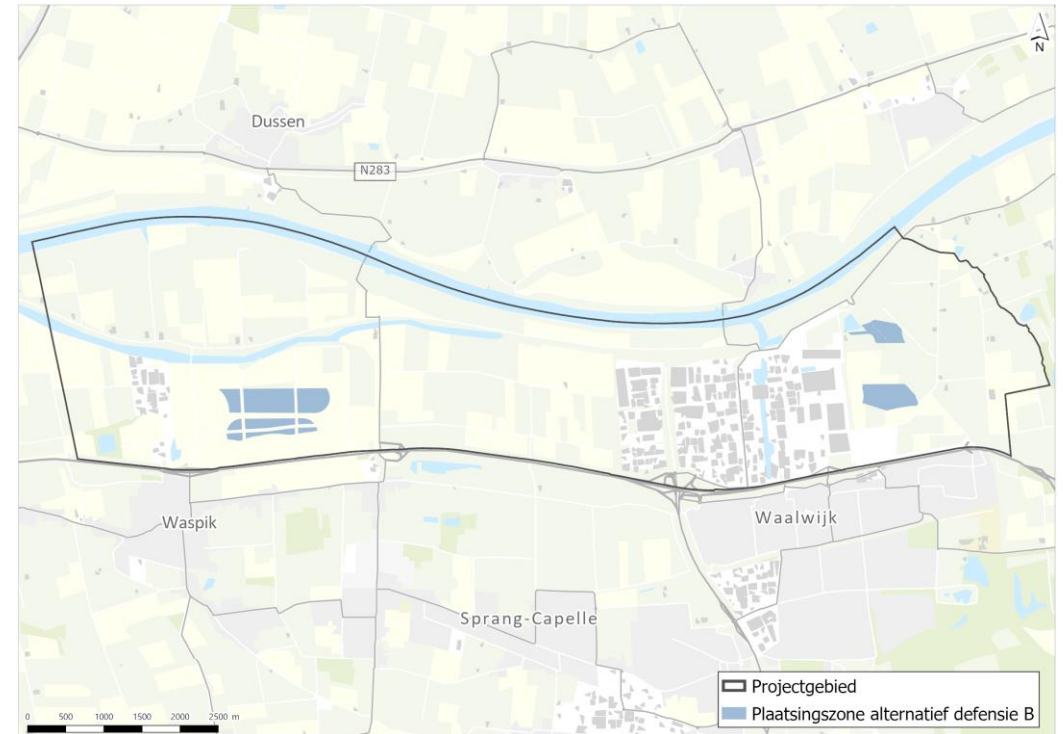 N
Dussen
N283
Waspik
Waalwijk
Sprang-Capelle
Projectgebied
Plaatsingszone alternatief defensie B
0 500 1000 1500 2000 2500 m